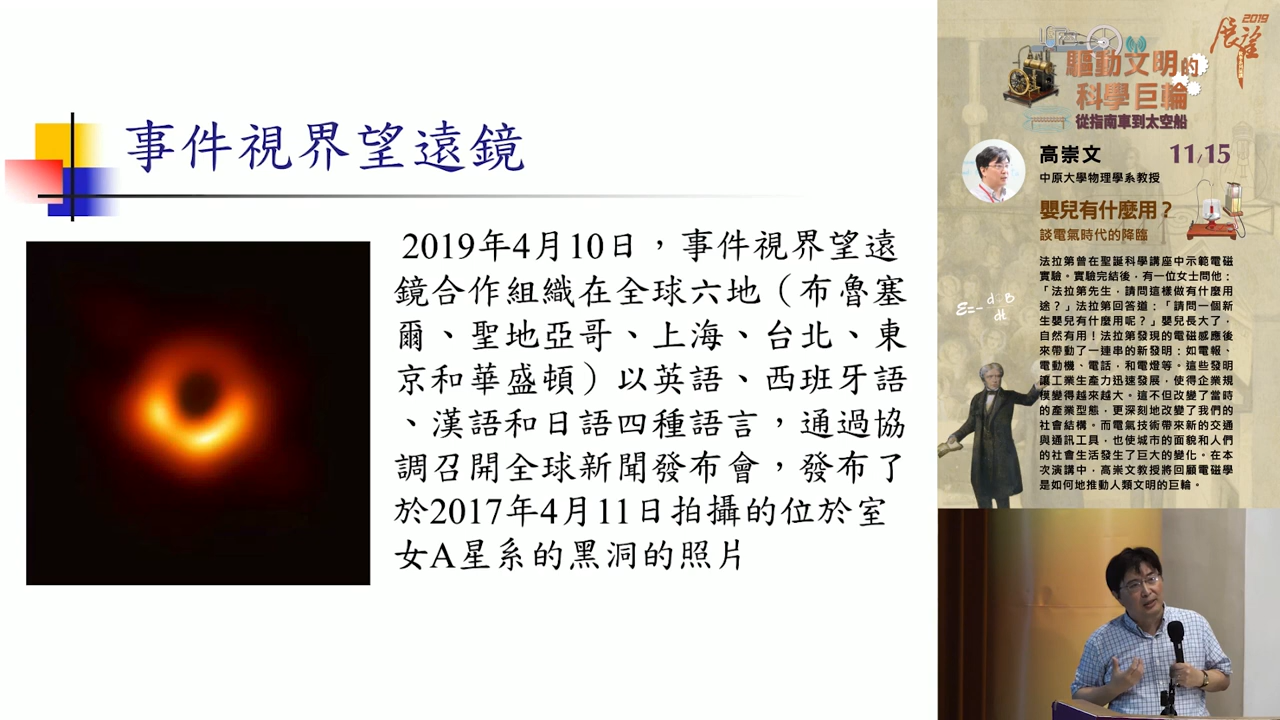 事件視界望遠鏡
2019年4月10日，事件視界望遠
鏡合作組織在全球六地（布魯塞
爾、聖地亞哥、上海、台北、東
京和華盛頓）以英語、西班牙語
、漢語和日語四種語言，通過協
調召開全球新聞發布會，發布了
於2017年4月11日拍攝的位於室
女A星系的黑洞的照片
2019
展望
驅動文明的
科學巨輪
從指南車到太空船
高崇文
11/15
中原大學物理學系教授
嬰兒有什麼用？
談電氣時代的降臨
法拉第曾在聖誕科學講座中示範電磁
實驗。實驗完結後，有一位女士問他：
「法拉第先生，請問這樣做有什麼用
途？」法拉第回答道：「請問一個新
生嬰兒有什麼用呢？」嬰兒長大了，
自然有用！法拉第發現的電磁感應後
來帶動了一連串的新發明：如電報、
電動機、電話，和電燈等。這些發明
讓工業生產力迅速發展，使得企業規
模變得越來越大。這不但改變了當時
的產業型態，更深刻地改變了我們的
社會結構。而電氣技術帶來新的交通
與通訊工具，也使城市的面貌和人們
的社會生活發生了巨大的變化。在本
次演講中，高崇文教授將回顧電磁學
是如何地推動人類文明的巨輪。